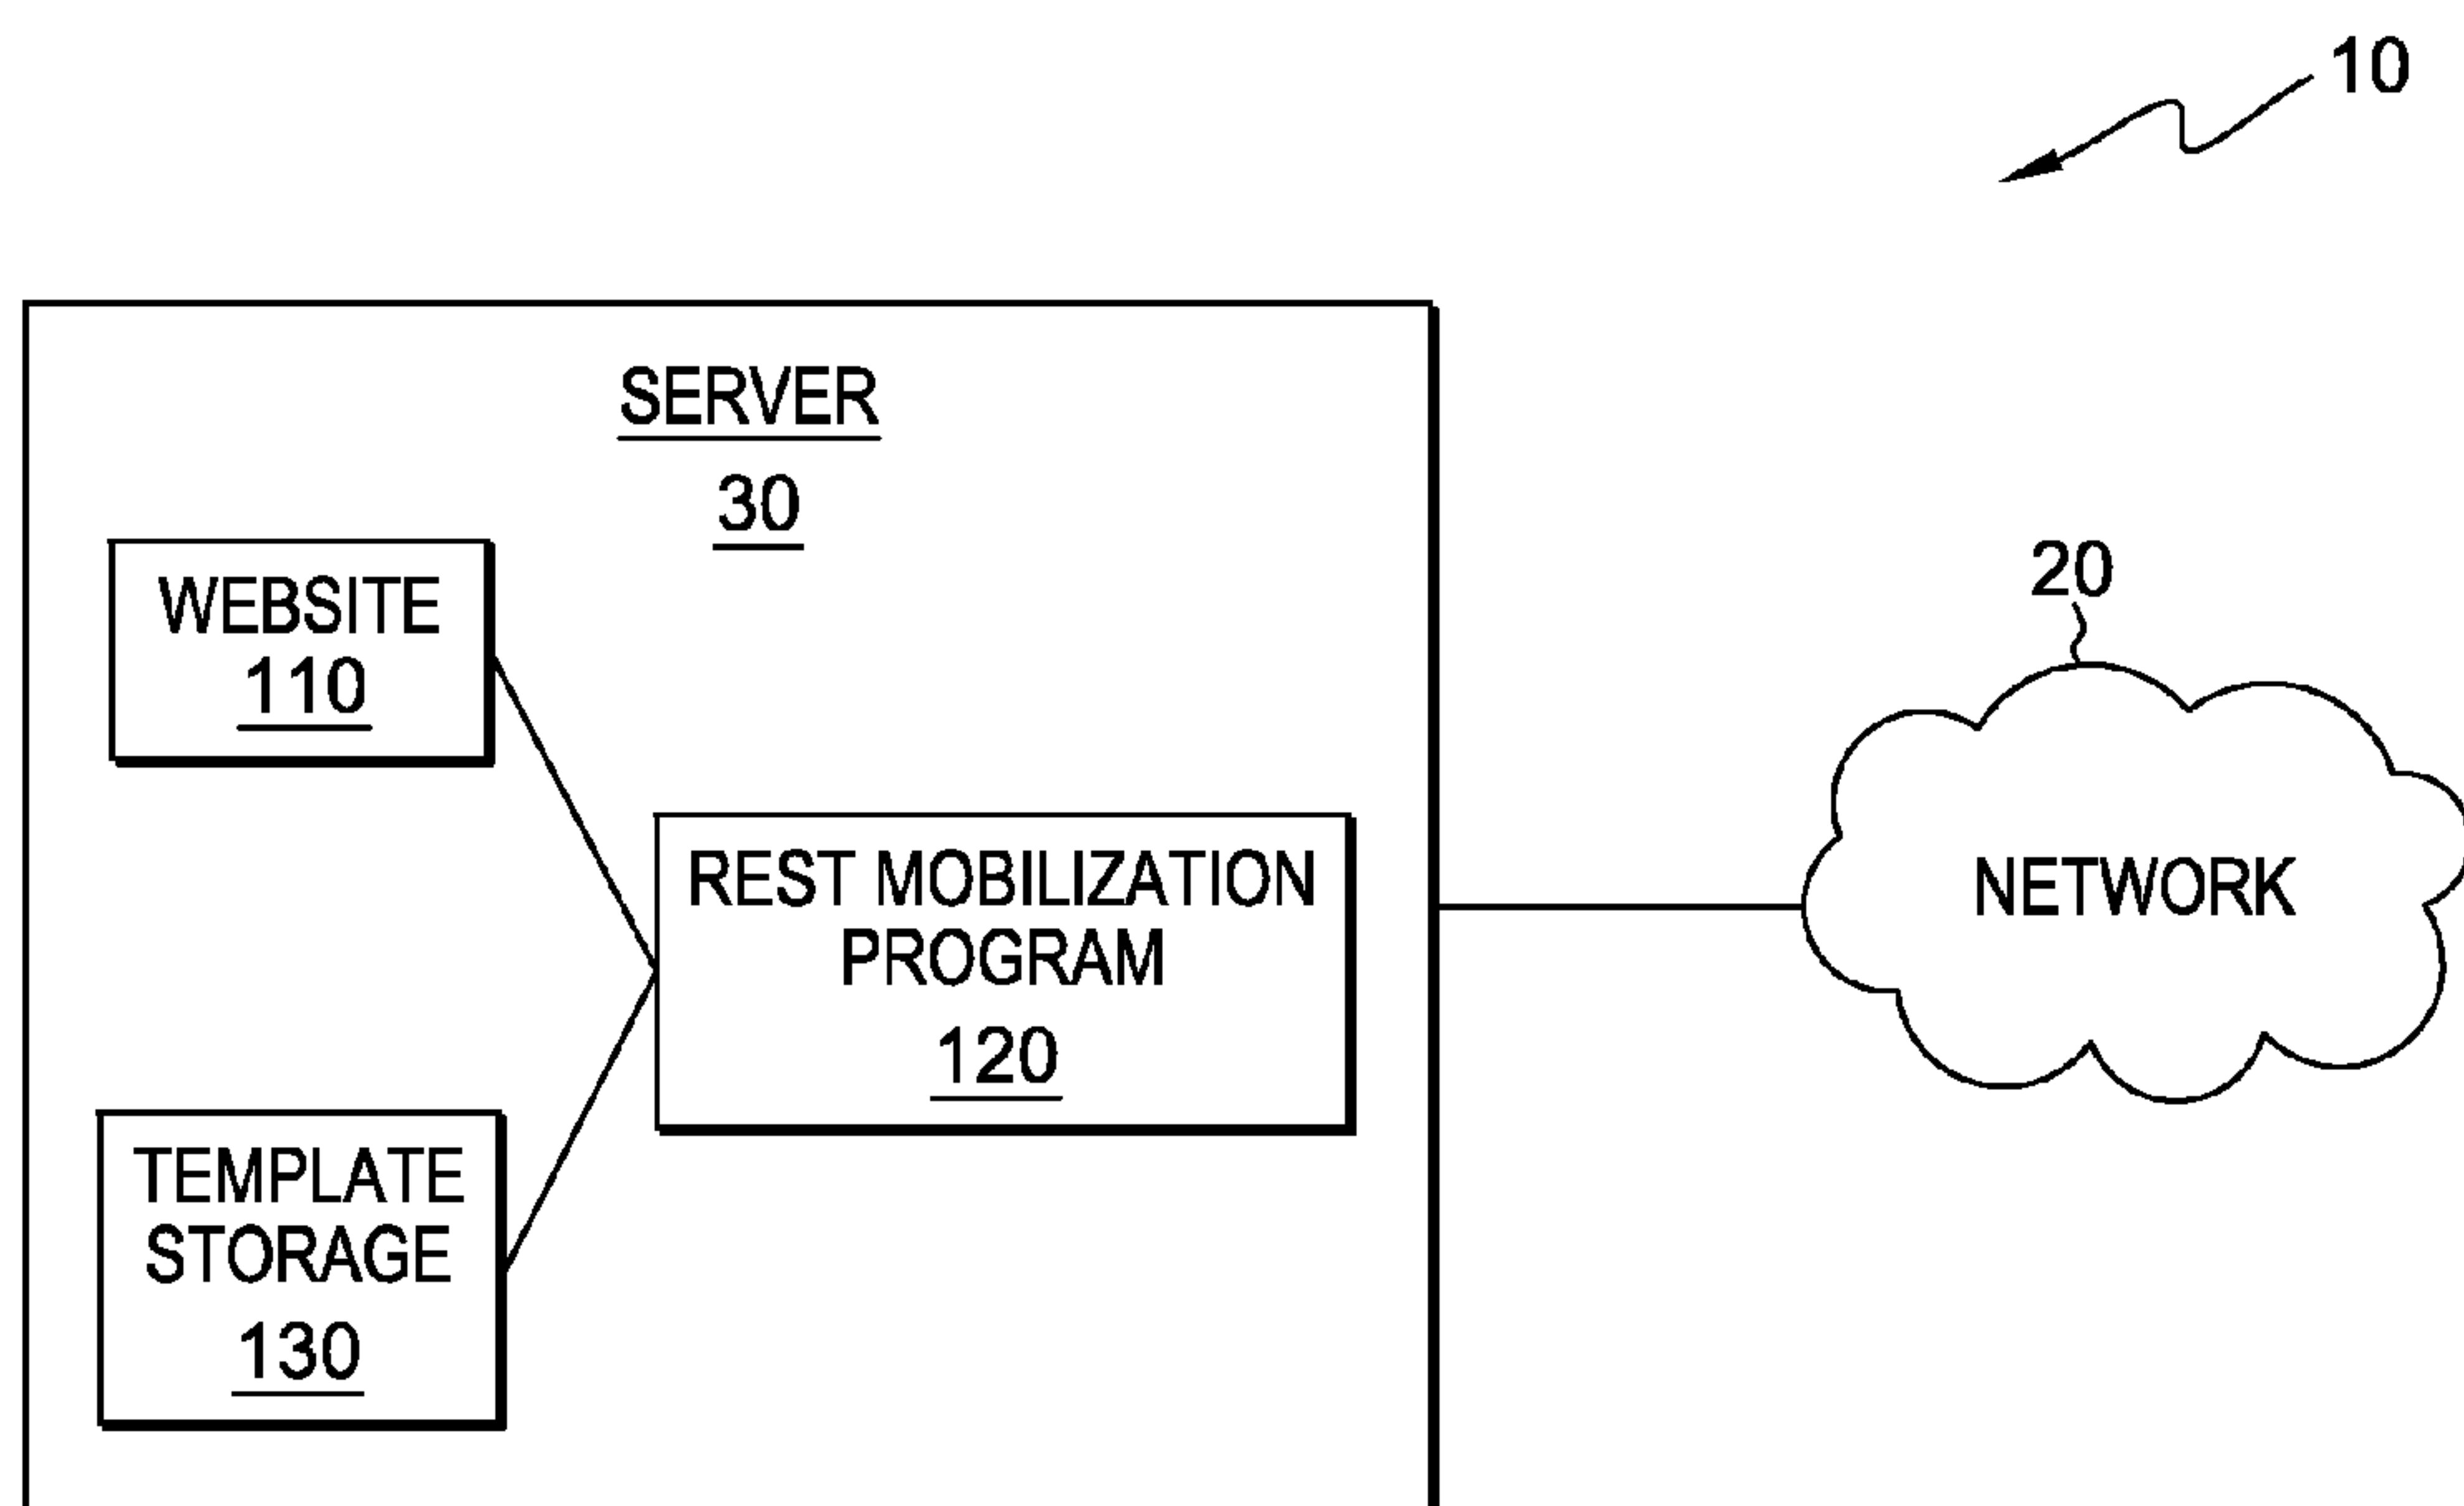 10
SERVER
30
WEBSITE
110
20
REST MOBILIZATION
PROGRAM
120
NETWORK
TEMPLATE
STORAGE
130